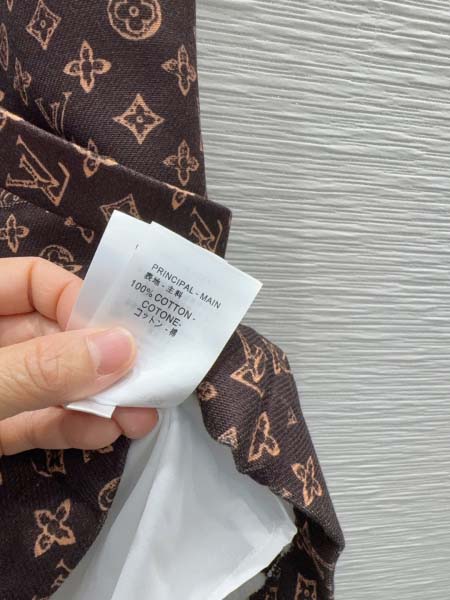 PRINCIPAL - MAIN
表地 - 主料
100% COTTON -
COTONE-
コットン - 棉